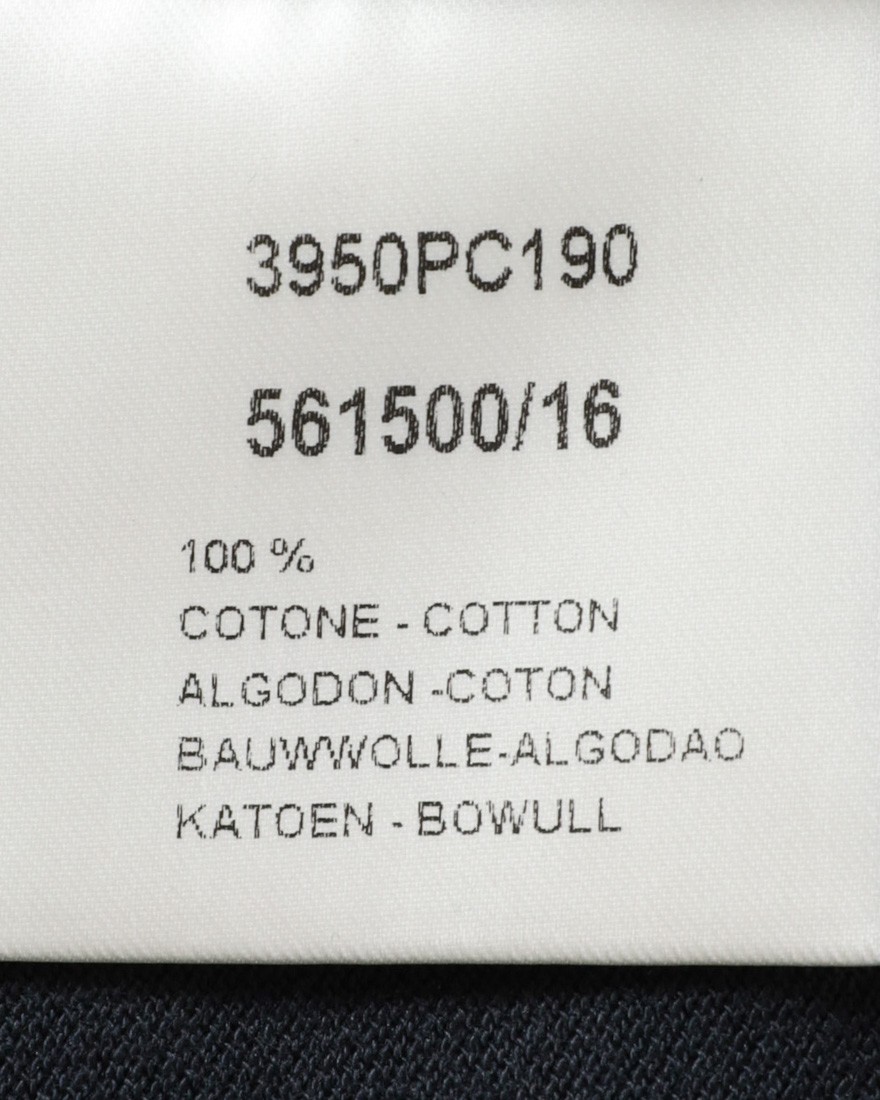 3950PC190
561500/16
100 %
COTONE - COTTON
ALGODON -COTON
BAUWWOLLE-ALGODAO
KATOEN - BOWULL